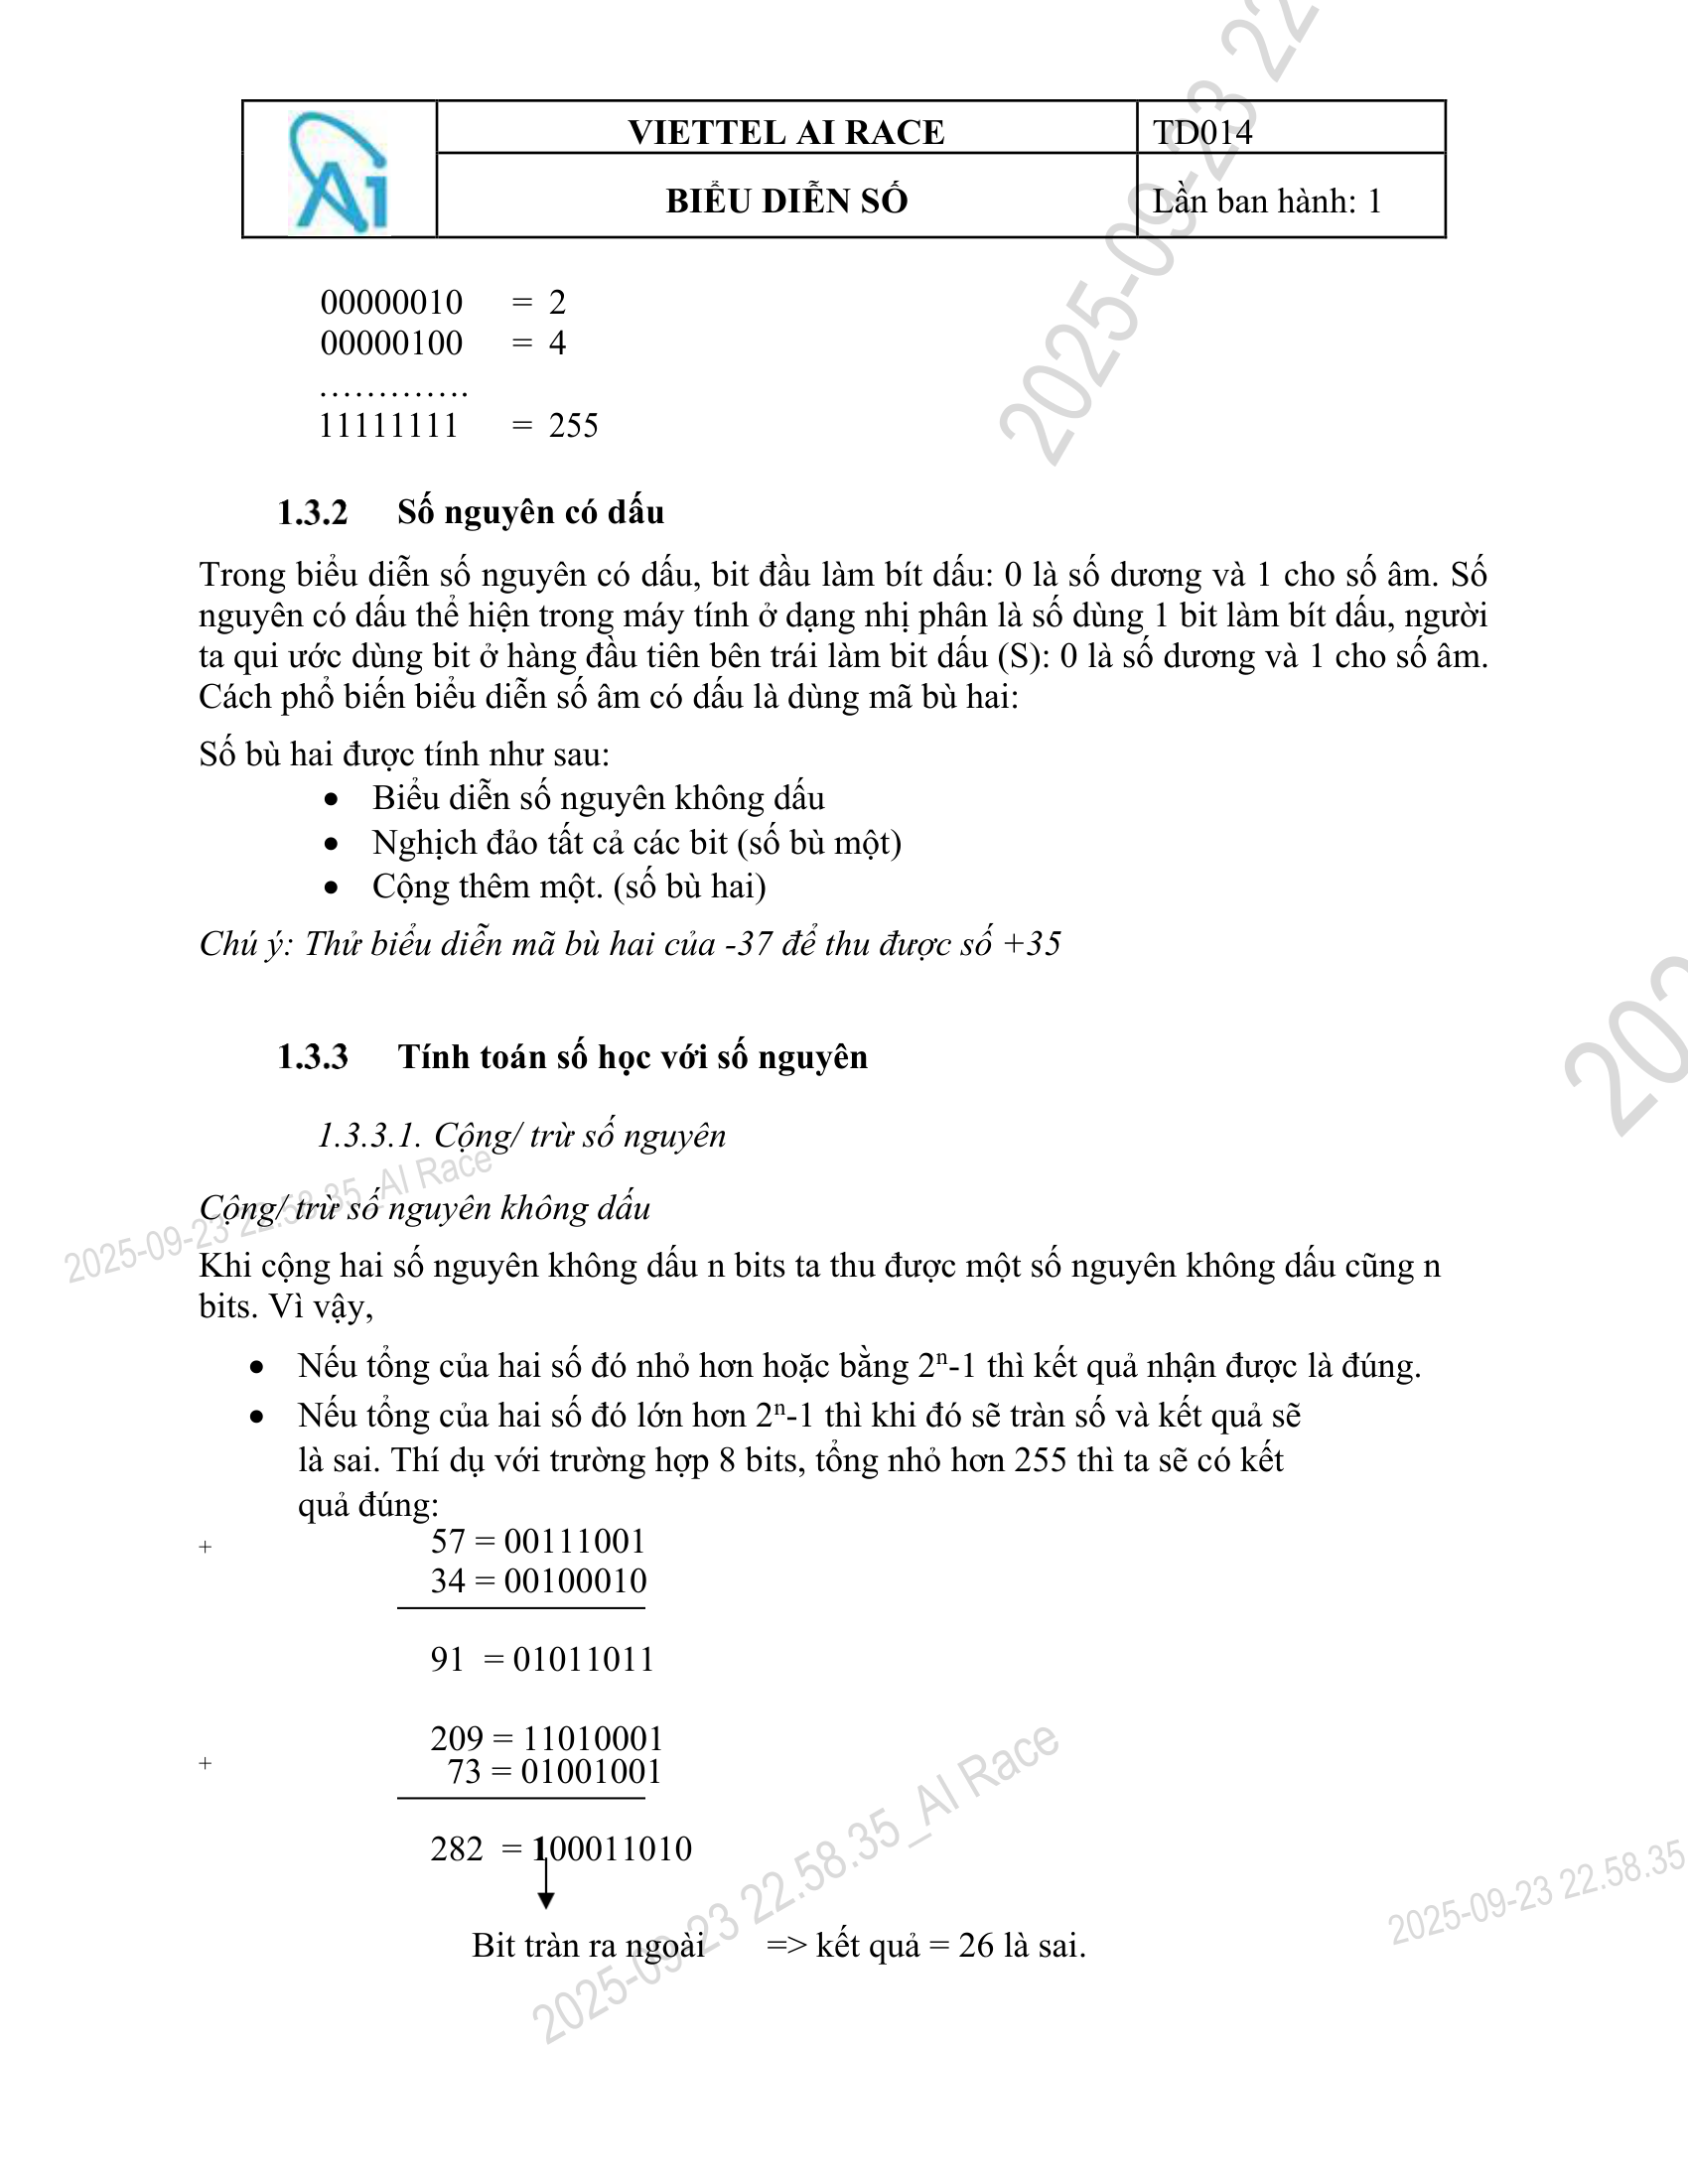 VIETTEL AI RACE
TD014
BIỂU DIỄN SỐ
Lần ban hành: 1
Ai
00000010 = 2
00000100 = 4
………….
11111111 = 255
1.3.2 Số nguyên có dấu
Trong biểu diễn số nguyên có dấu, bit đầu làm bít dấu: 0 là số dương và 1 cho số âm. Số
nguyên có dấu thể hiện trong máy tính ở dạng nhị phân là số dùng 1 bit làm bít dấu, người
ta qui ước dùng bit ở hàng đầu tiên bên trái làm bit dấu (S): 0 là số dương và 1 cho số âm.
Cách phổ biến biểu diễn số âm có dấu là dùng mã bù hai:
Số bù hai được tính như sau:
• Biểu diễn số nguyên không dấu
• Nghịch đảo tất cả các bit (số bù một)
• Cộng thêm một. (số bù hai)
Chú ý: Thử biểu diễn mã bù hai của -37 để thu được số +35
1.3.3 Tính toán số học với số nguyên
1.3.3.1. Cộng/ trừ số nguyên
Cộng/ trừ số nguyên không dấu
Khi cộng hai số nguyên không dấu n bits ta thu được một số nguyên không dấu cũng n
bits. Vì vậy,
• Nếu tổng của hai số đó nhỏ hơn hoặc bằng 2ⁿ-1 thì kết quả nhận được là đúng.
• Nếu tổng của hai số đó lớn hơn 2ⁿ-1 thì khi đó sẽ tràn số và kết quả sẽ
là sai. Thí dụ với trường hợp 8 bits, tổng nhỏ hơn 255 thì ta sẽ có kết
quả đúng:
+ 57 = 00111001
34 = 00100010
91 = 01011011
209 = 11010001
+ 73 = 01001001
282 = 100011010
Bit tràn ra ngoài => kết quả = 26 là sai.
2025-09-23 22
202
2025-09-23 22.58.35_AI Race
2025-09-23 22.58.35_AI Race
2025-09-23 22.58.35